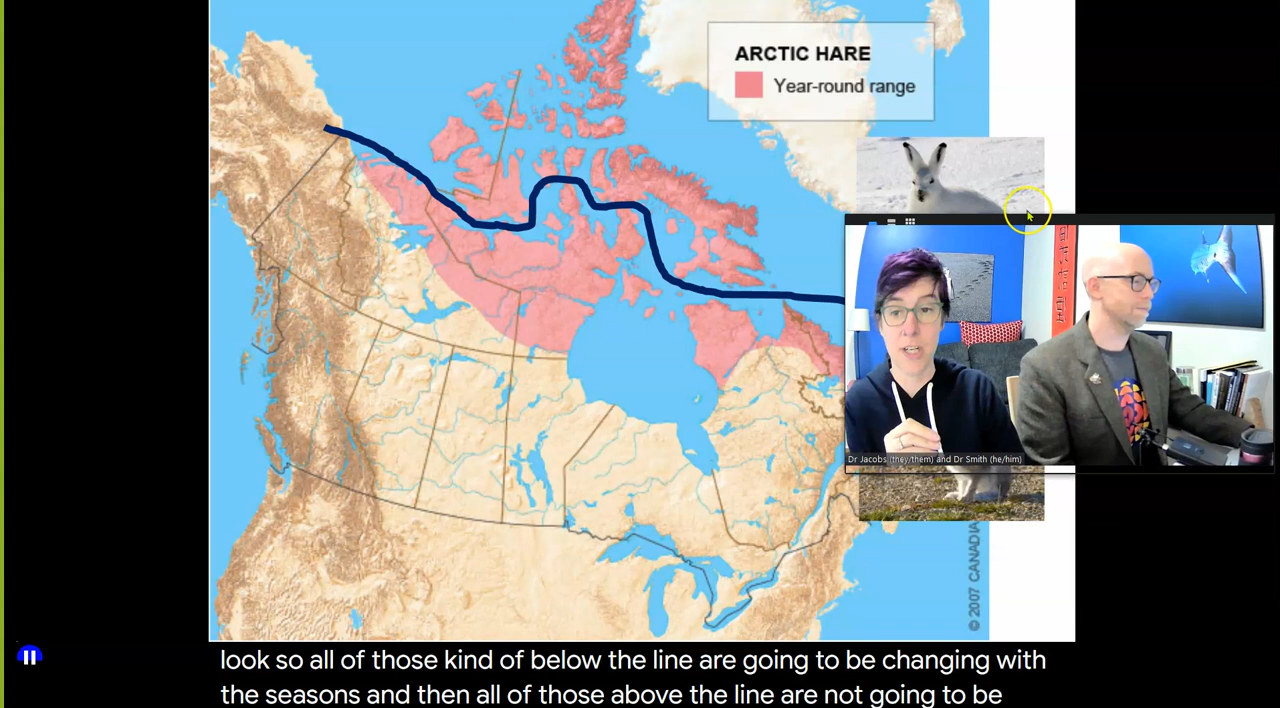 ARCTIC HARE
Year-round range
Dr Jacobs (they/them) and Dr Smith (he/him)
© 2007 CANADIA
look so all of those kind of below the line are going to be changing with
the seasons and then all of those above the line are not going to be